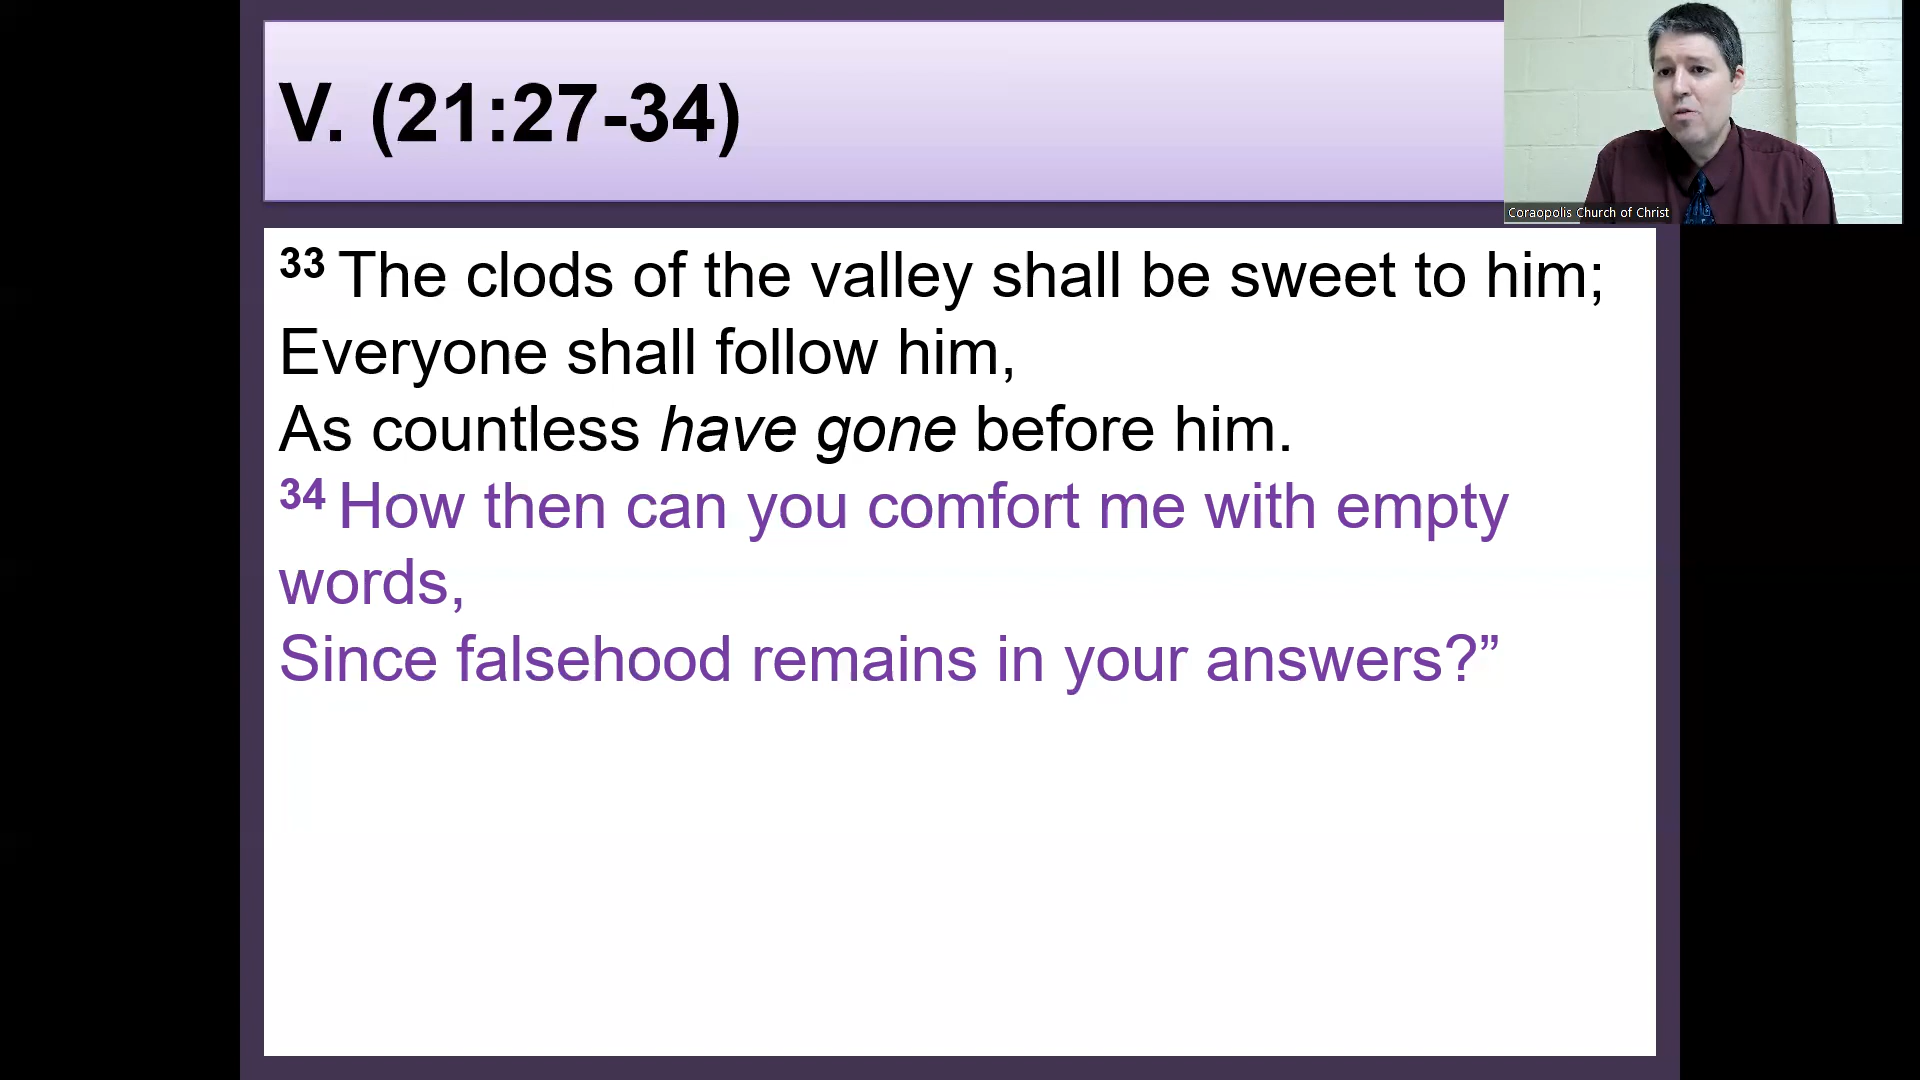 V. (21:27-34)
Coraopolis Church of Christ
33 The clods of the valley shall be sweet to him;
Everyone shall follow him,
As countless have gone before him.
34 How then can you comfort me with empty
words,
Since falsehood remains in your answers?”